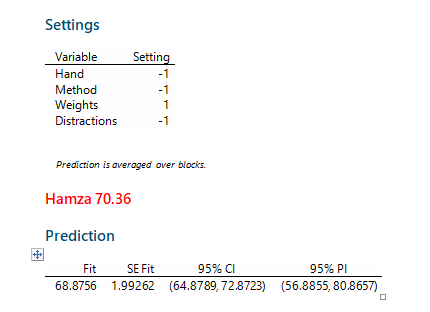 Settings
Variable Setting
Hand -1
Method -1
Weights 1
Distractions -1
Prediction is averaged over blocks.
Hamza 70.36
Prediction
Fit SE Fit 95% CI 95% PI
68.8756 1.99262 (64.8789, 72.8723) (56.8855, 80.8657)